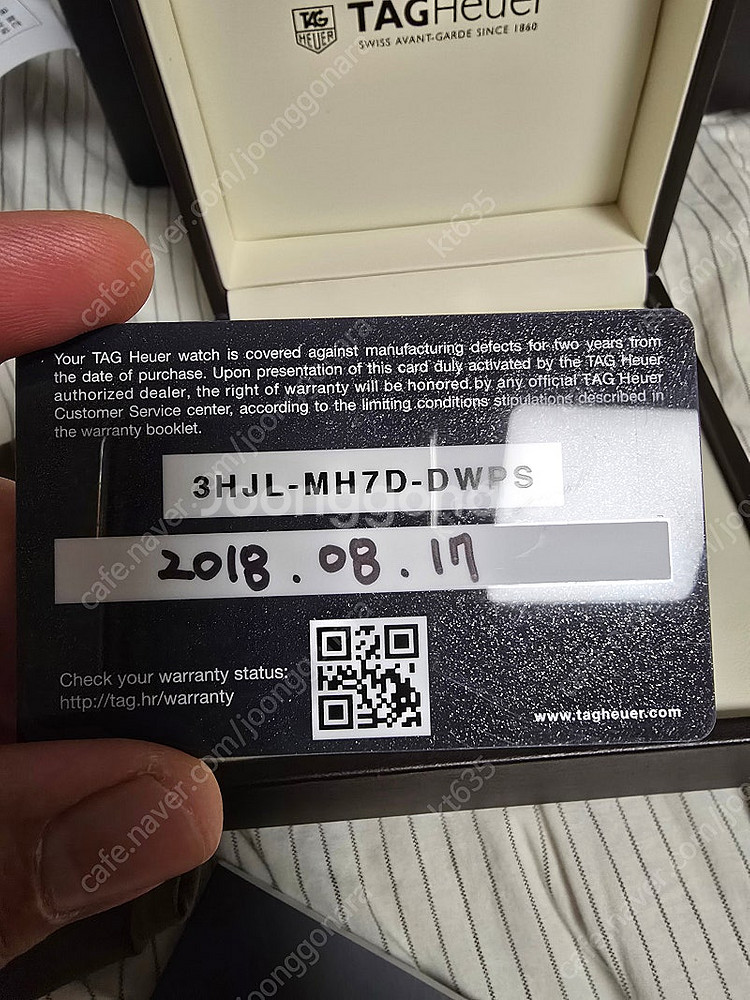 TAG
HEUER
TAGHeuer
SWISS AVANT-GARDE SINCE 1860
Your TAG Heuer watch is covered against manufacturing defects for two years from
the date of purchase. Upon presentation of this card duly activated by the TAG Heuer
authorized dealer, the right of warranty will be honored by any official TAG Heuer
Customer Service center, according to the limiting conditions stipulations described in
the warranty booklet.
3HJL-MH7D-DWPS
2018.08.17
Check your warranty status:
http://tag.hr/warranty
www.tagheuer.com
cafe.naver.com/joonggonara
kt635
joonggonara